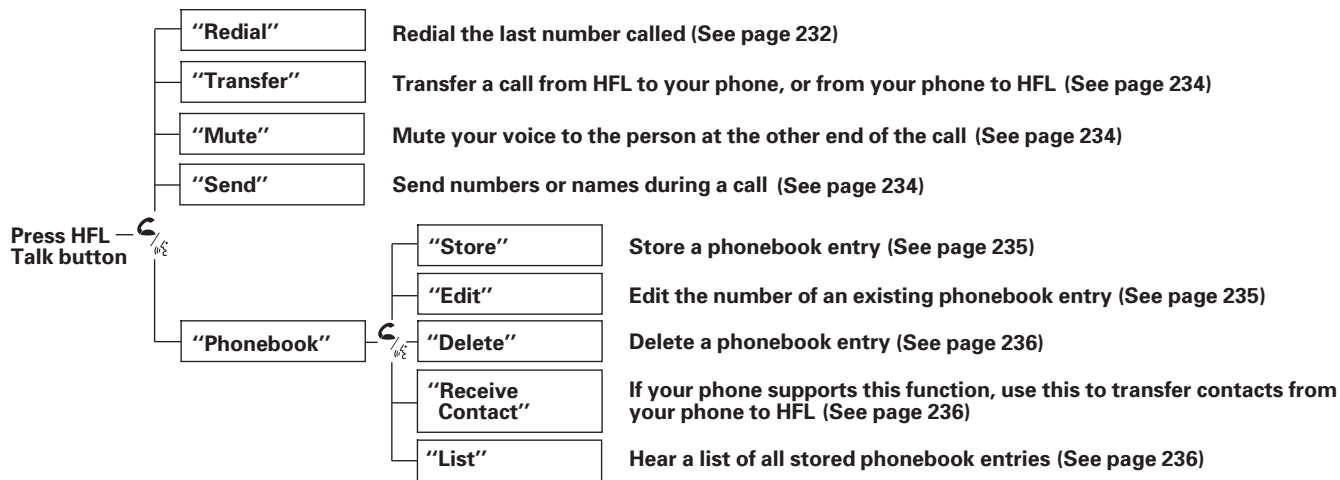 "Redial" Redial the last number called (See page 232)
"Transfer" Transfer a call from HFL to your phone, or from your phone to HFL (See page 234)
"Mute" Mute your voice to the person at the other end of the call (See page 234)
"Send" Send numbers or names during a call (See page 234)
Press HFL
Talk button
"Phonebook"
"Store" Store a phonebook entry (See page 235)
"Edit" Edit the number of an existing phonebook entry (See page 235)
"Delete" Delete a phonebook entry (See page 236)
"Receive
Contact"
If your phone supports this function, use this to transfer contacts from
your phone to HFL (See page 236)
"List" Hear a list of all stored phonebook entries (See page 236)